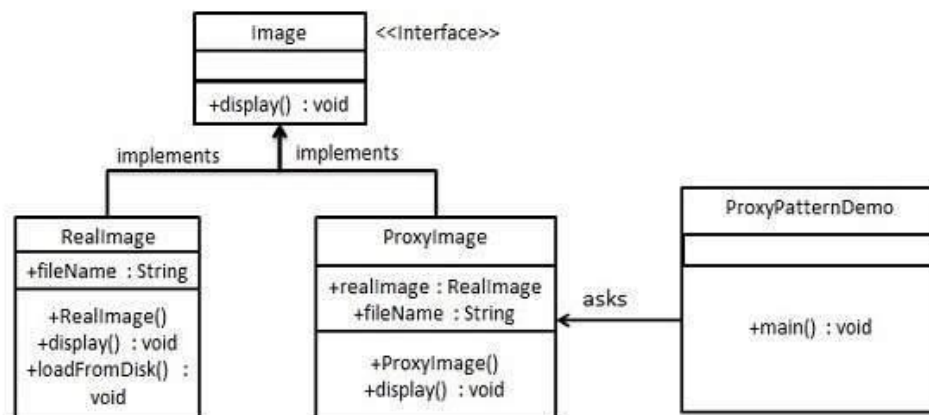 Image
<<Interface>>
+display() : void
implements
implements
RealImage
+fileName : String
+RealImage()
+display() : void
+loadFromDisk() :
void
ProxyImage
+realImage : RealImage
+fileName : String
+ProxyImage()
+display() : void
asks
ProxyPatternDemo
+main() : void